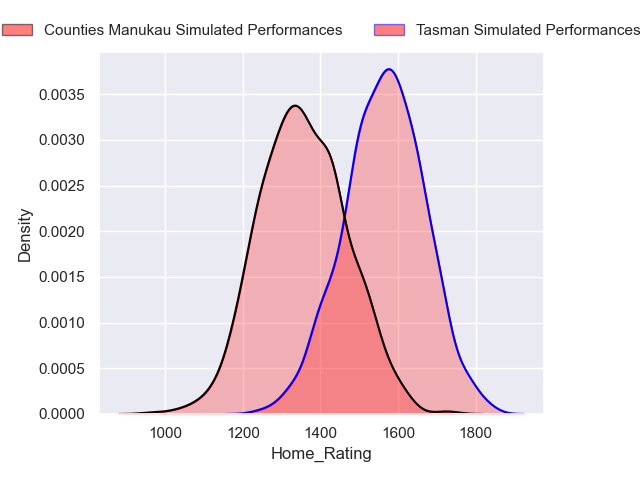 Counties Manukau Simulated Performances
Tasman Simulated Performances
Density
0.0035
0.0030
0.0025
0.0020
0.0015
0.0010
0.0005
0.0000
1000 1200 1400 1600 1800
Home_Rating